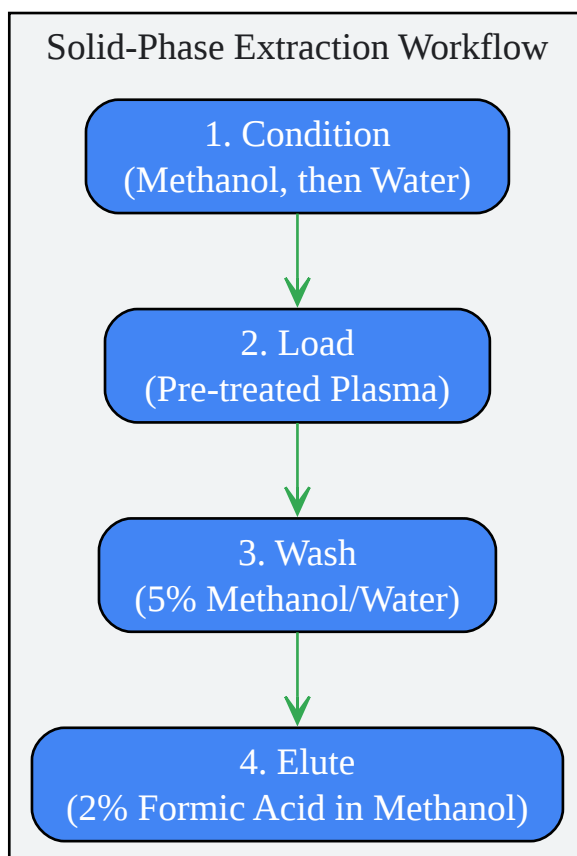 Solid-Phase Extraction Workflow
1. Condition
(Methanol, then Water)
2. Load
(Pre-treated Plasma)
3. Wash
(5% Methanol/Water)
4. Elute
(2% Formic Acid in Methanol)